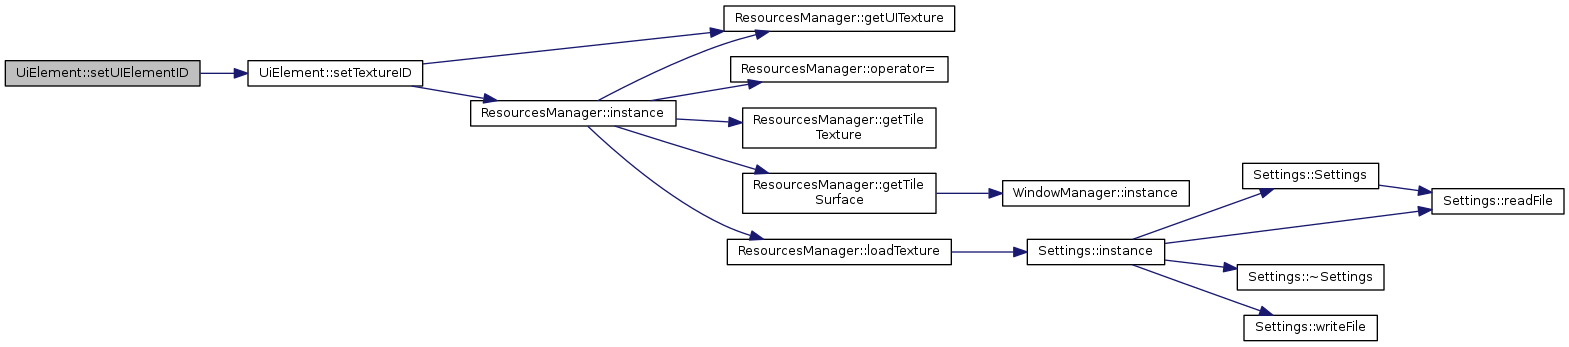 UiElement::setUIElementID
UiElement::setTextureID
ResourcesManager::getUITexture
ResourcesManager::instance
ResourcesManager::operator=
ResourcesManager::getTile
Texture
ResourcesManager::getTile
Surface
WindowManager::instance
ResourcesManager::loadTexture
Settings::instance
Settings::Settings
Settings::readFile
Settings::~Settings
Settings::writeFile